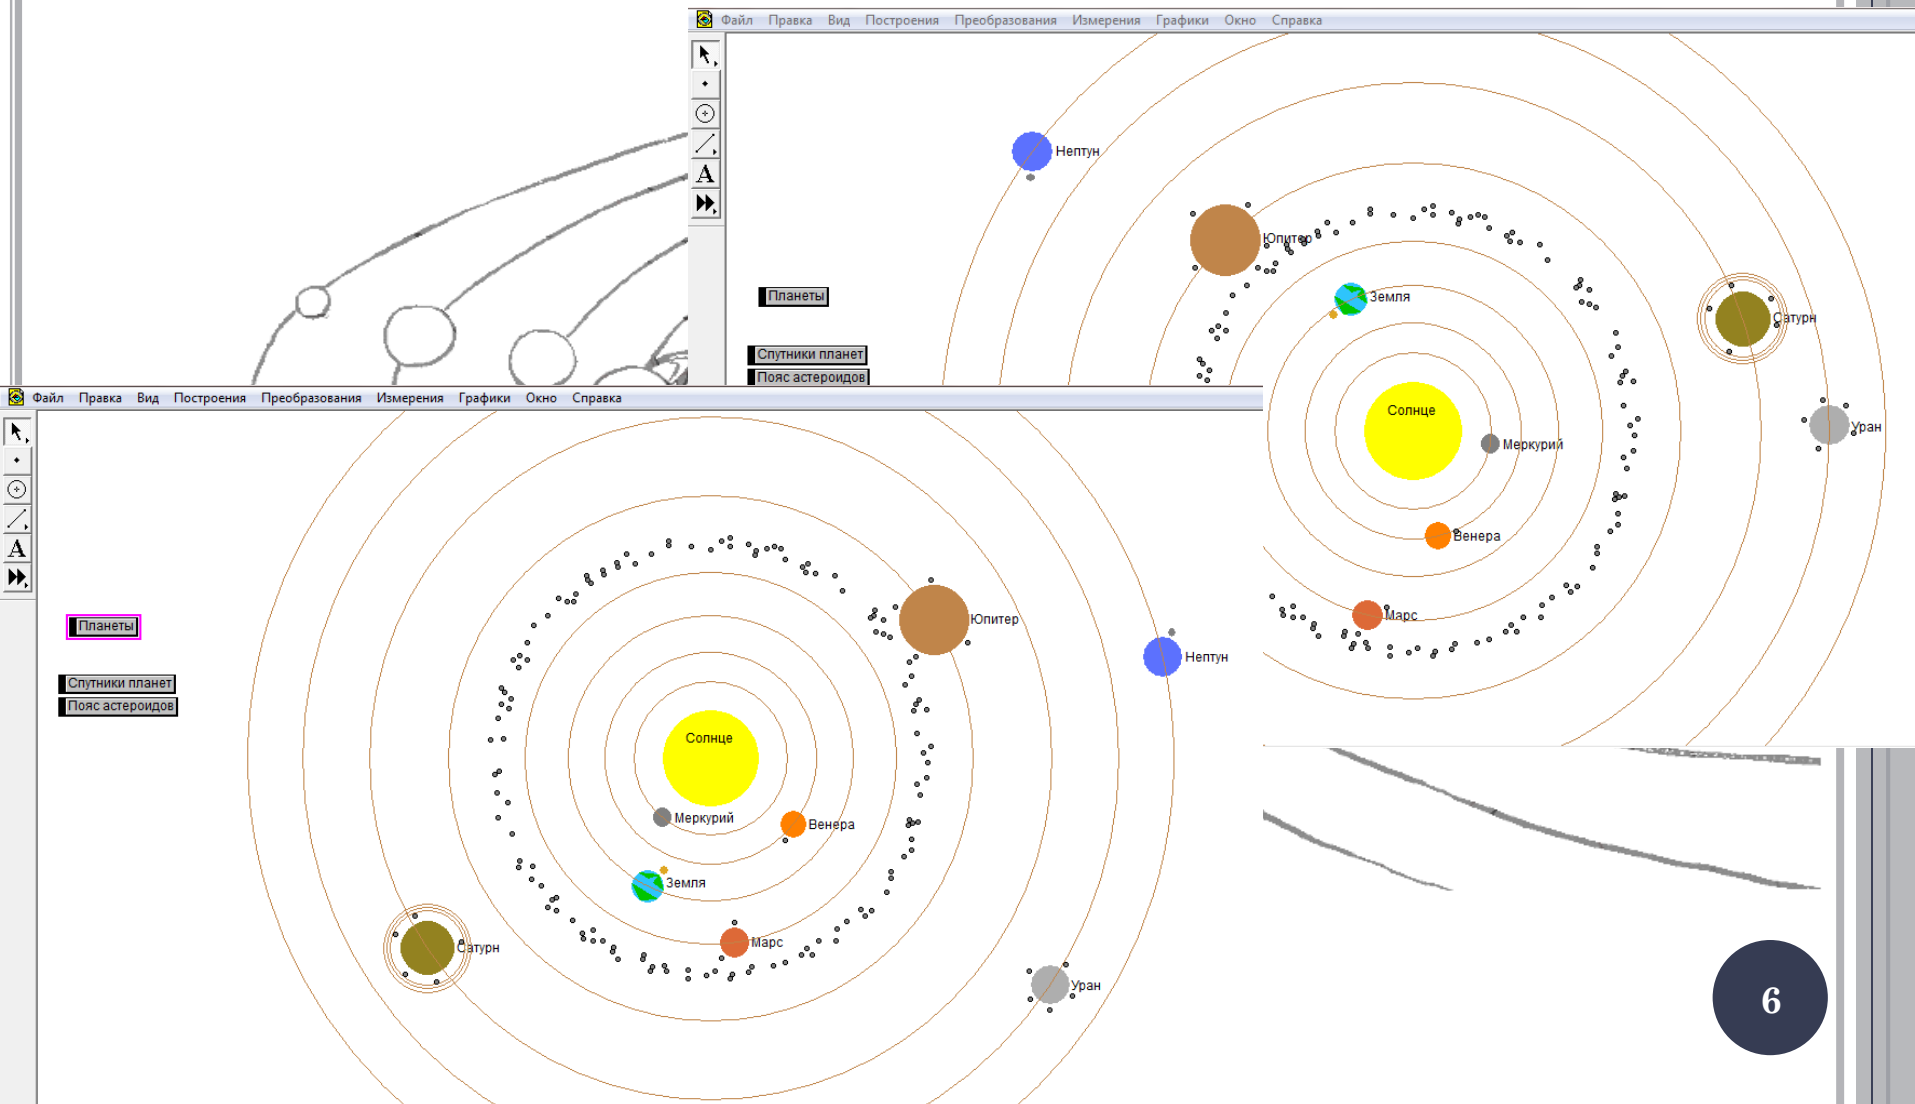 Файл Правка Вид Построения Преобразования Измерения Графики Окно Справка
A
Нептун
Юпитер
Земля
Планеты
Сатурн
Спутники планет
Пояс астероидов
Солнце
Уран
Меркурий
Венера
Марс
Файл Правка Вид Построения Преобразования Измерения Графики Окно Справка
A
Юпитер
Планеты
Нептун
Спутники планет
Пояс астероидов
Солнце
Меркурий
Венера
Земля
Марс
Сатурн
Уран
6